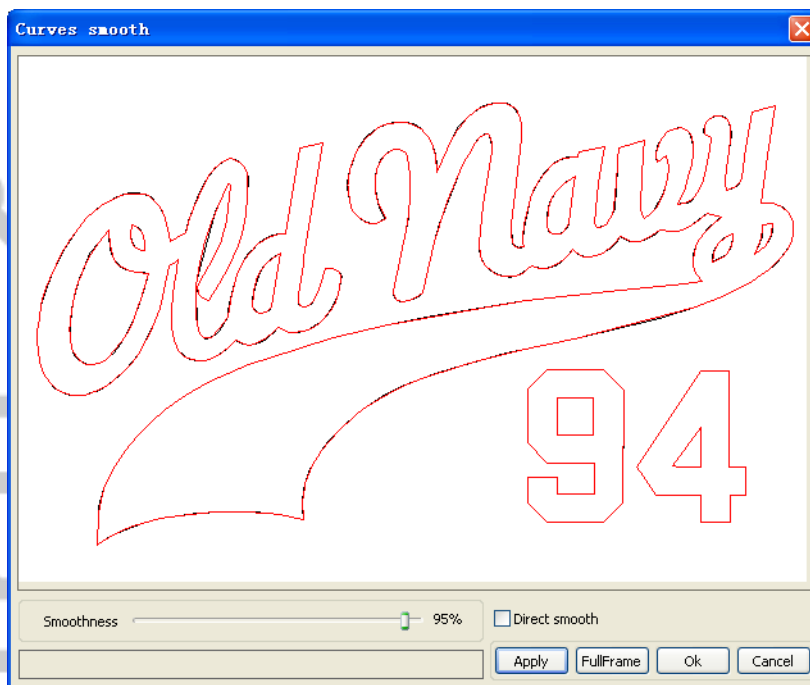 Curves smooth
Old Navy
94
Smoothness 95% Direct smooth
Apply FullFrame Ok Cancel